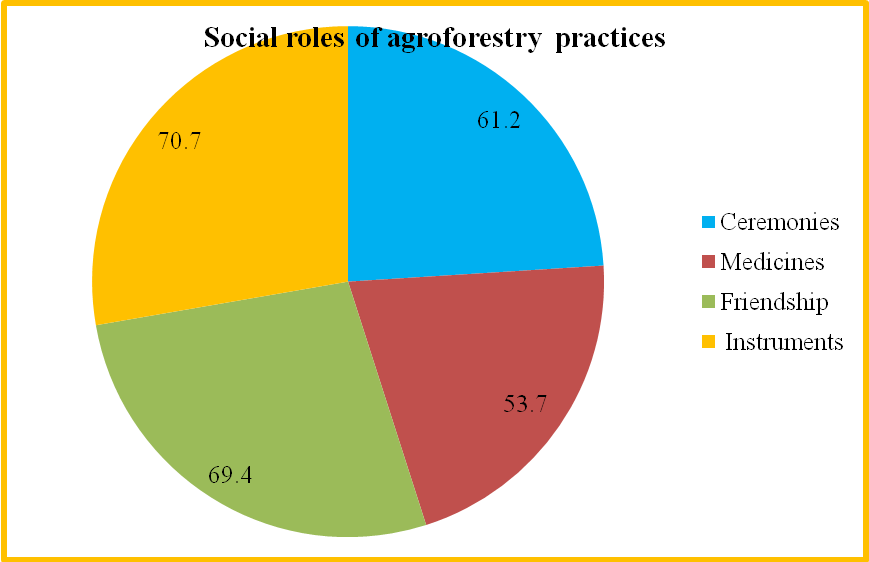 Social roles of agroforestry practices
61.2
70.7
53.7
69.4
Ceremonies
Medicines
Friendship
Instruments